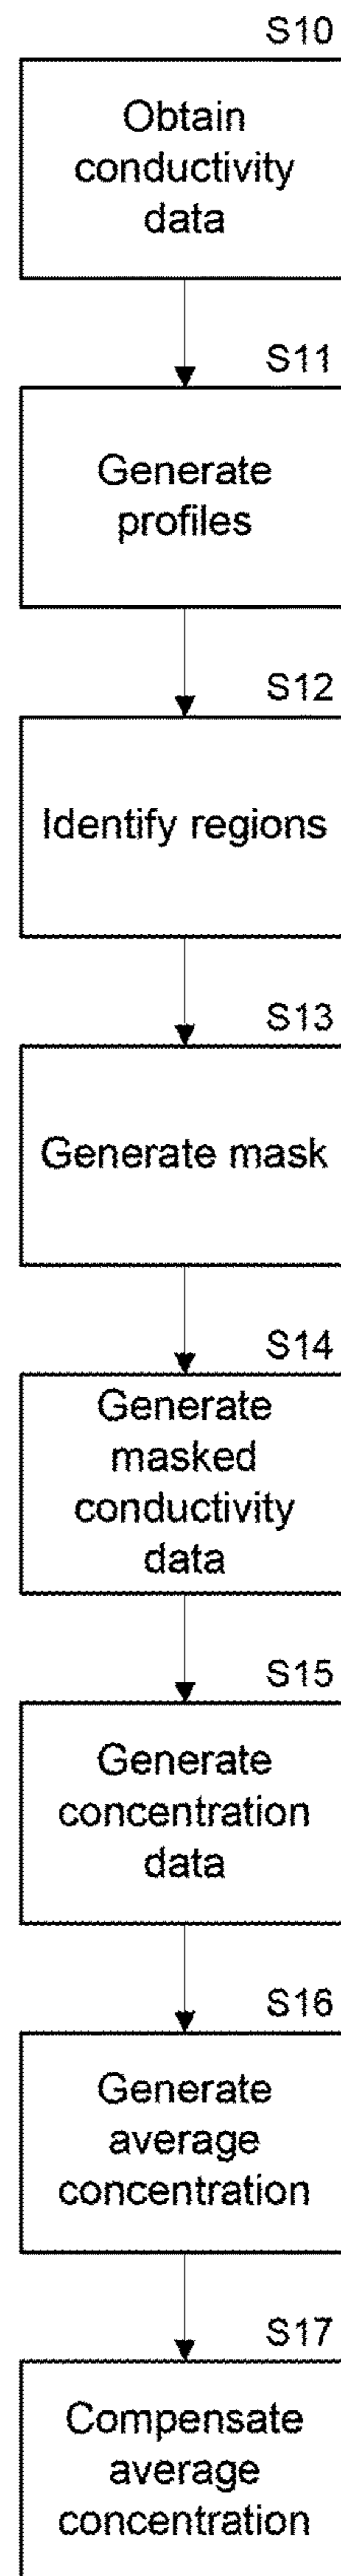 S10
Obtain
conductivity
data
S11
Generate
profiles
S12
Identify regions
S13
Generate mask
S14
Generate
masked
conductivity
data
S15
Generate
concentration
data
S16
Generate
average
concentration
S17
Compensate
average
concentration